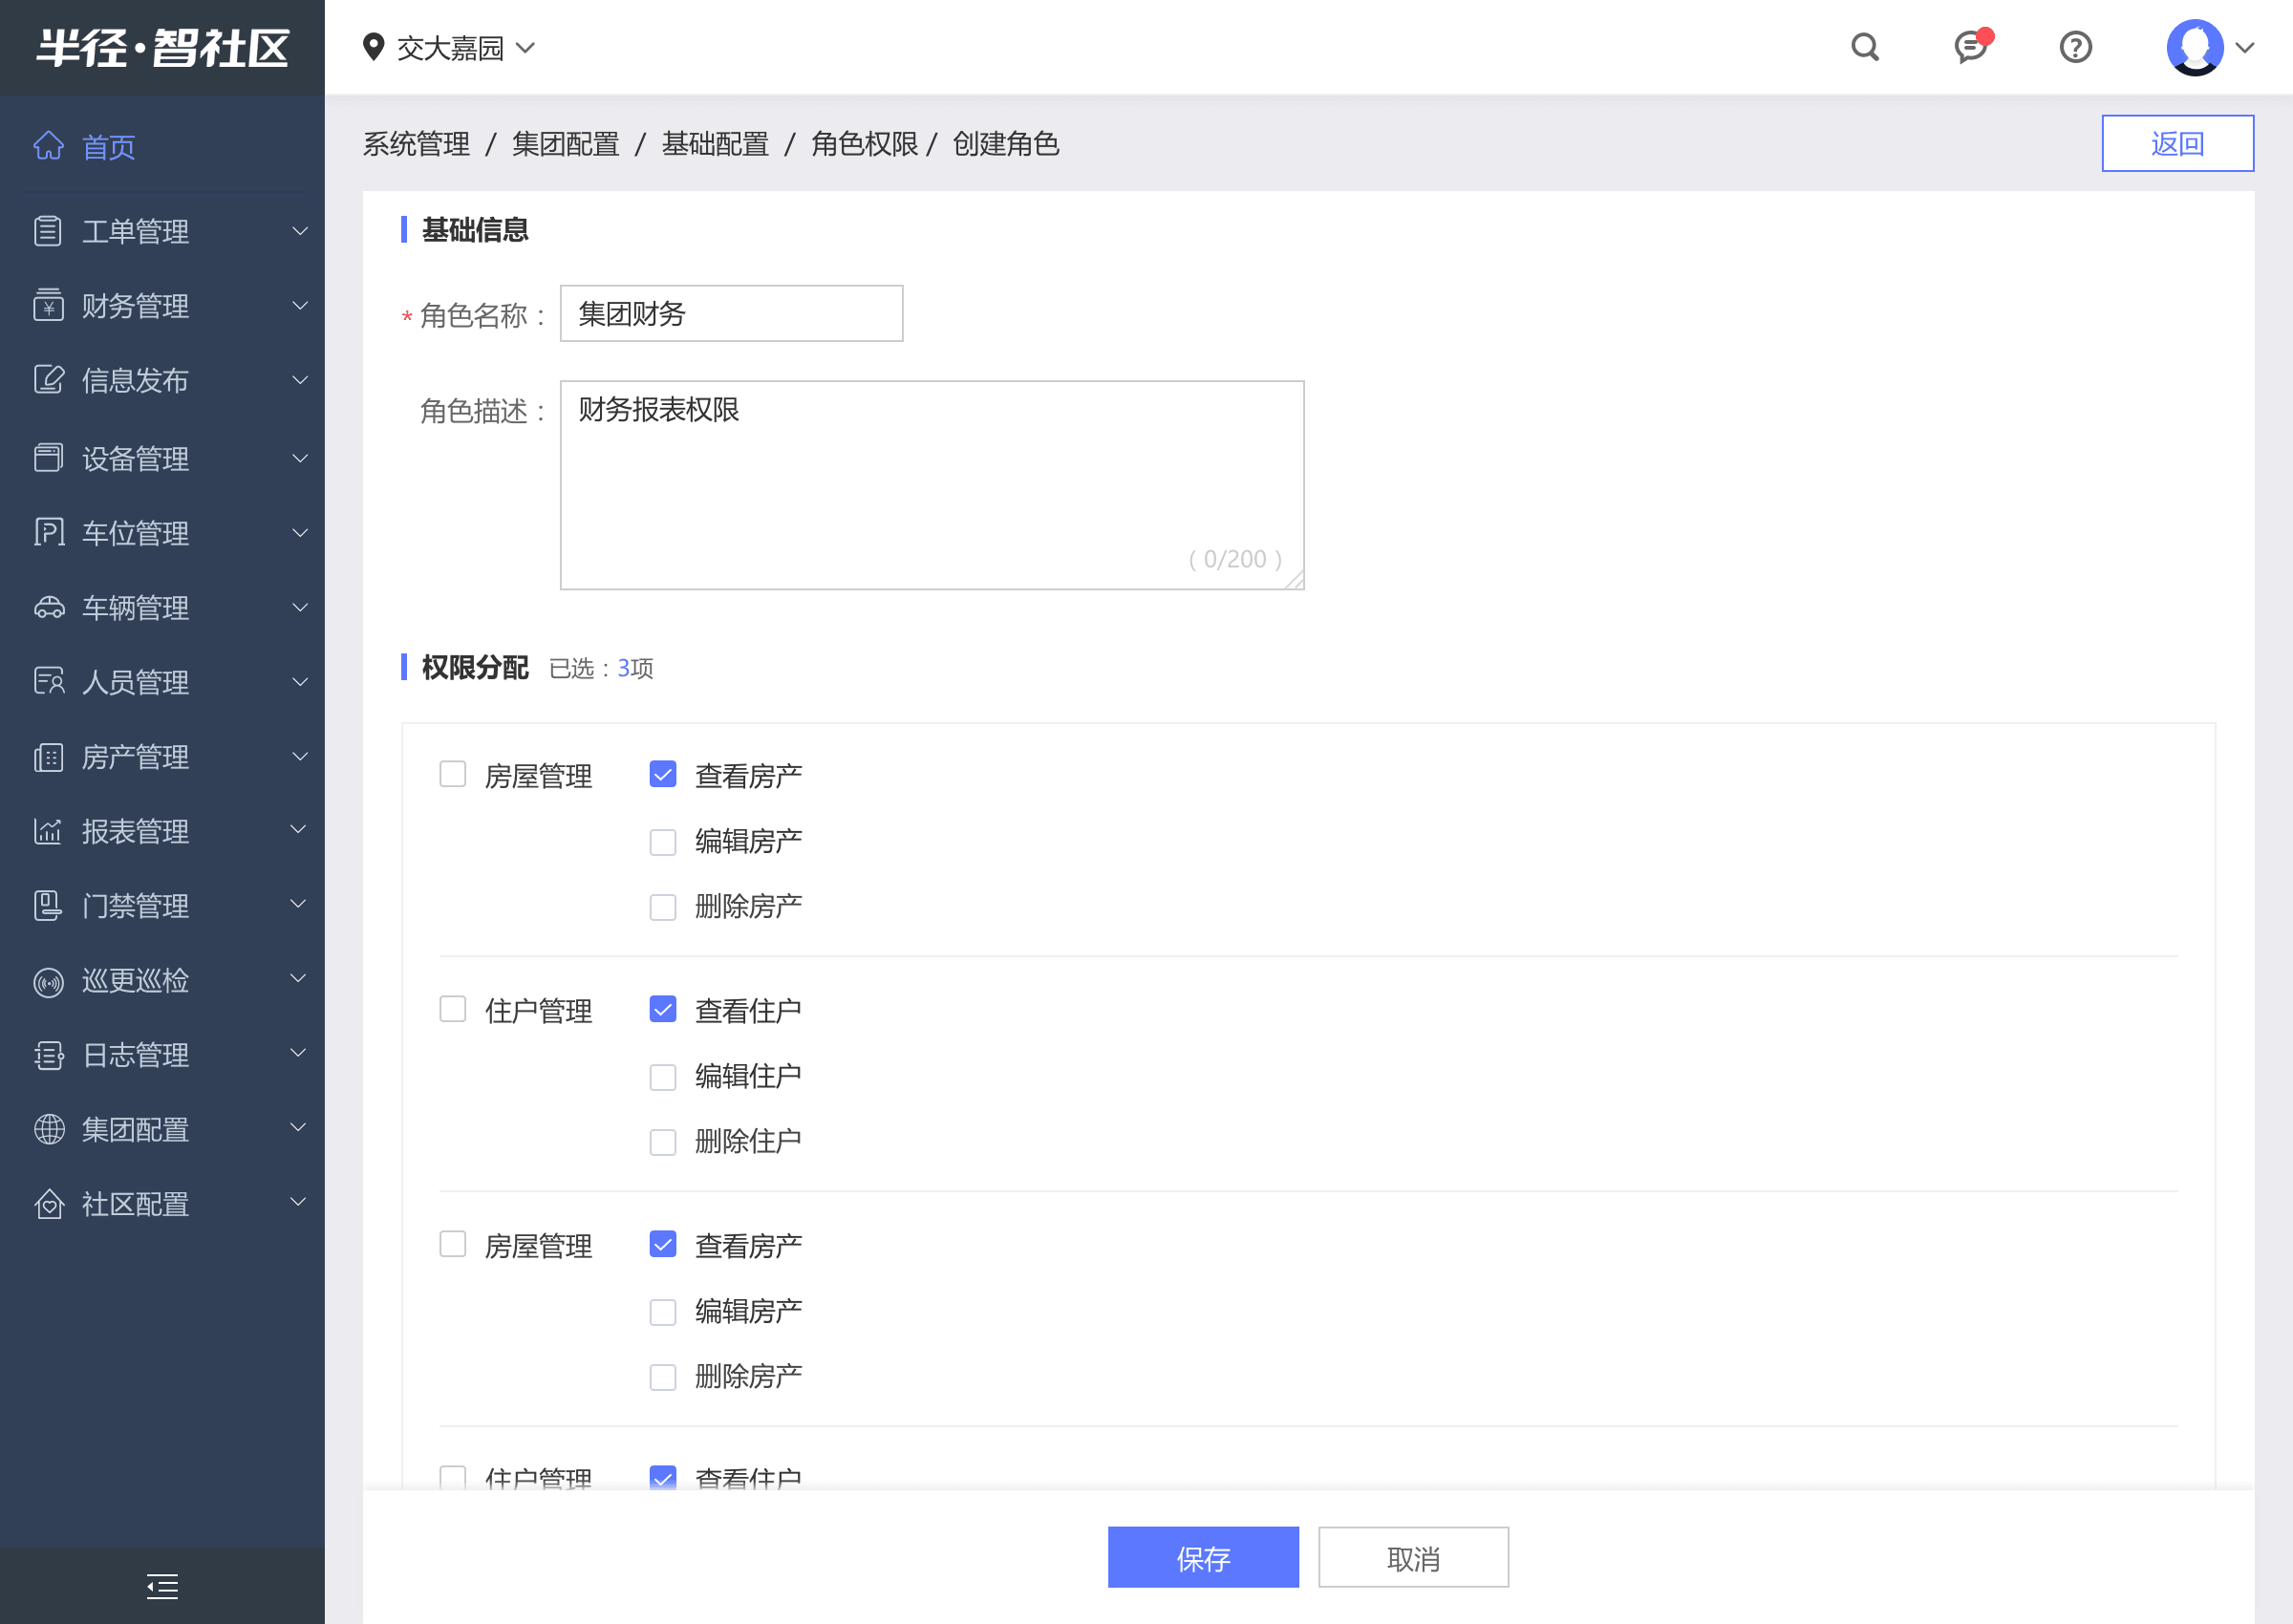 半径·智社区
交大嘉园
首页
工单管理
财务管理
信息发布
设备管理
车位管理
车辆管理
人员管理
房产管理
报表管理
门禁管理
巡更巡检
日志管理
集团配置
社区配置
系统管理 / 集团配置 / 基础配置 / 角色权限 / 创建角色
返回
基础信息
* 角色名称： 集团财务
角色描述： 财务报表权限
( 0/200 )
权限分配 已选：3项
房屋管理 查看房产
编辑房产
删除房产
住户管理 查看住户
编辑住户
删除住户
房屋管理 查看房产
编辑房产
删除房产
住户管理 查看住户
保存 取消